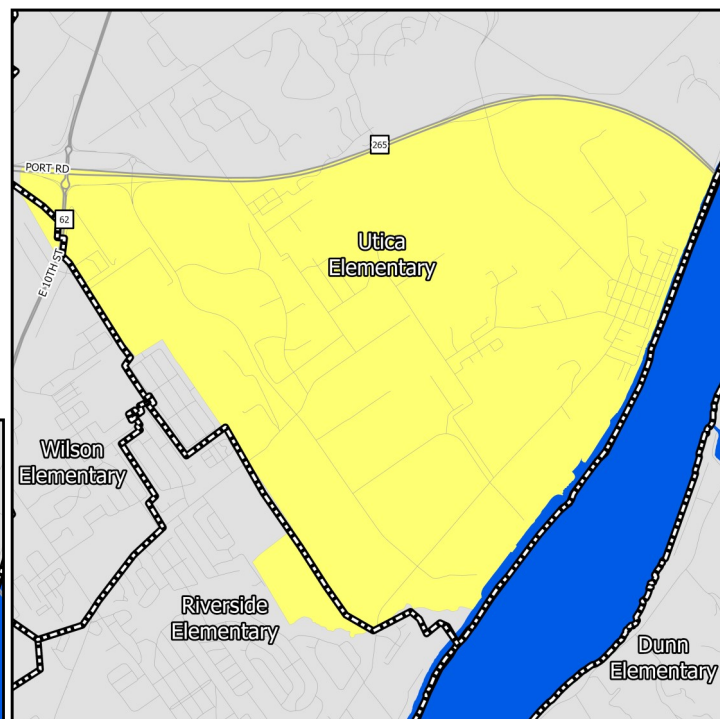 265
PORT RD
62
E 10TH ST
Utica
Elementary
Wilson
Elementary
Riverside
Elementary
Dunn
Elementary